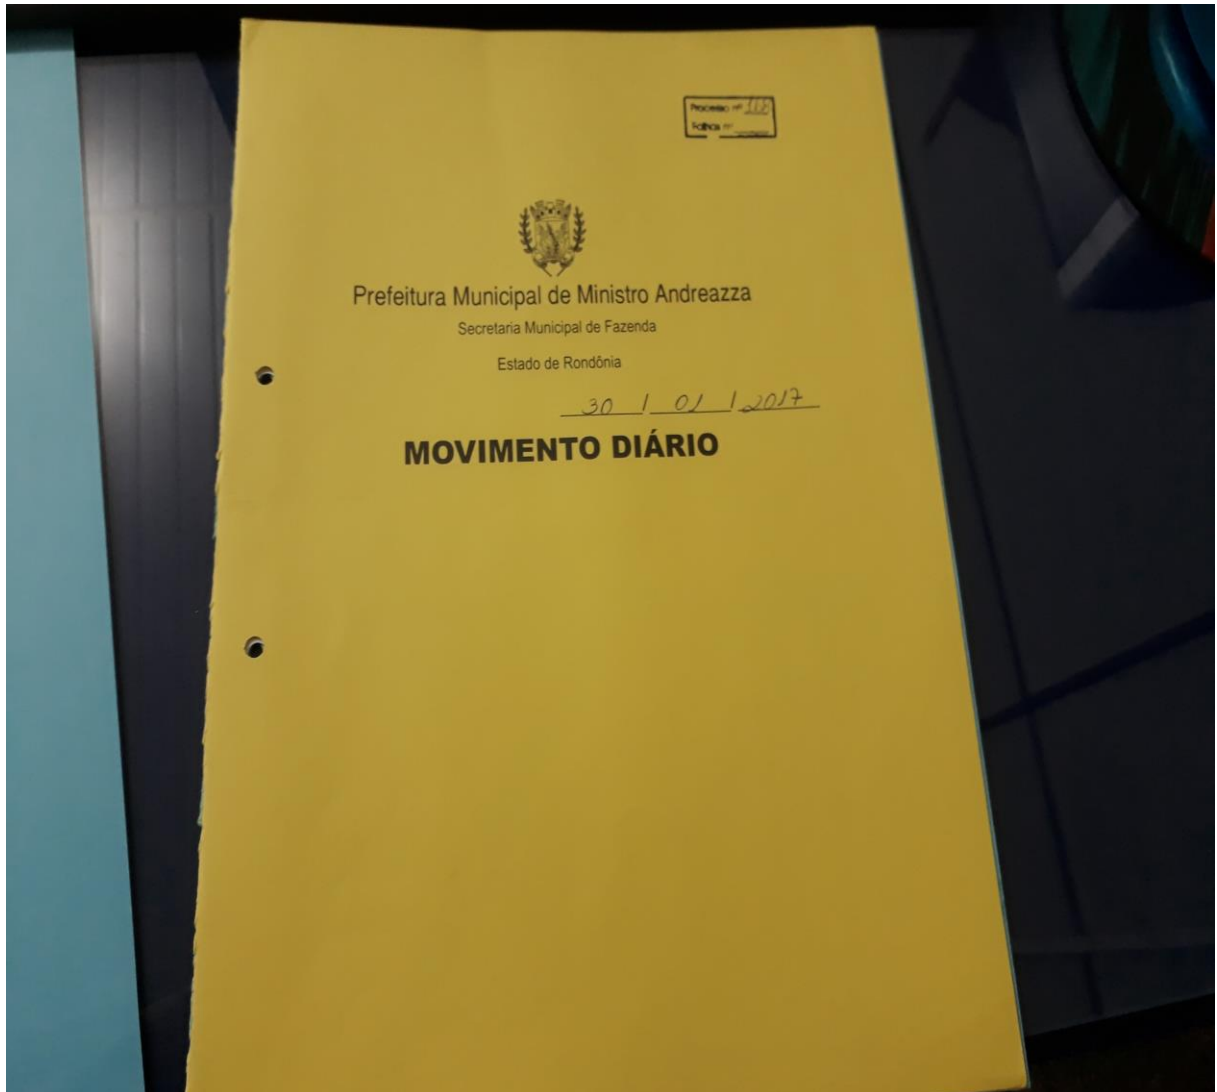 Processo nº 118
Folhas nº
Prefeitura Municipal de Ministro Andreazza
Secretaria Municipal de Fazenda
Estado de Rondônia
30 / 01 / 2017
MOVIMENTO DIÁRIO